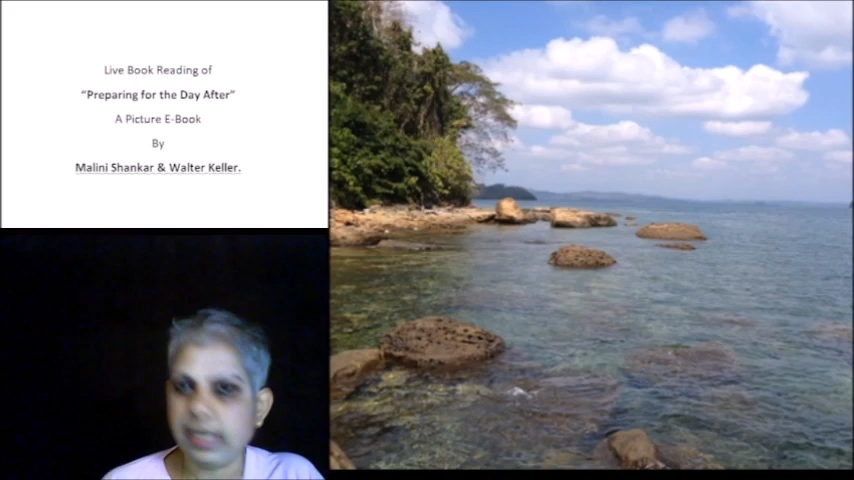 Live Book Reading of
“Preparing for the Day After”
A Picture E-Book
By
Malini Shankar & Walter Keller.